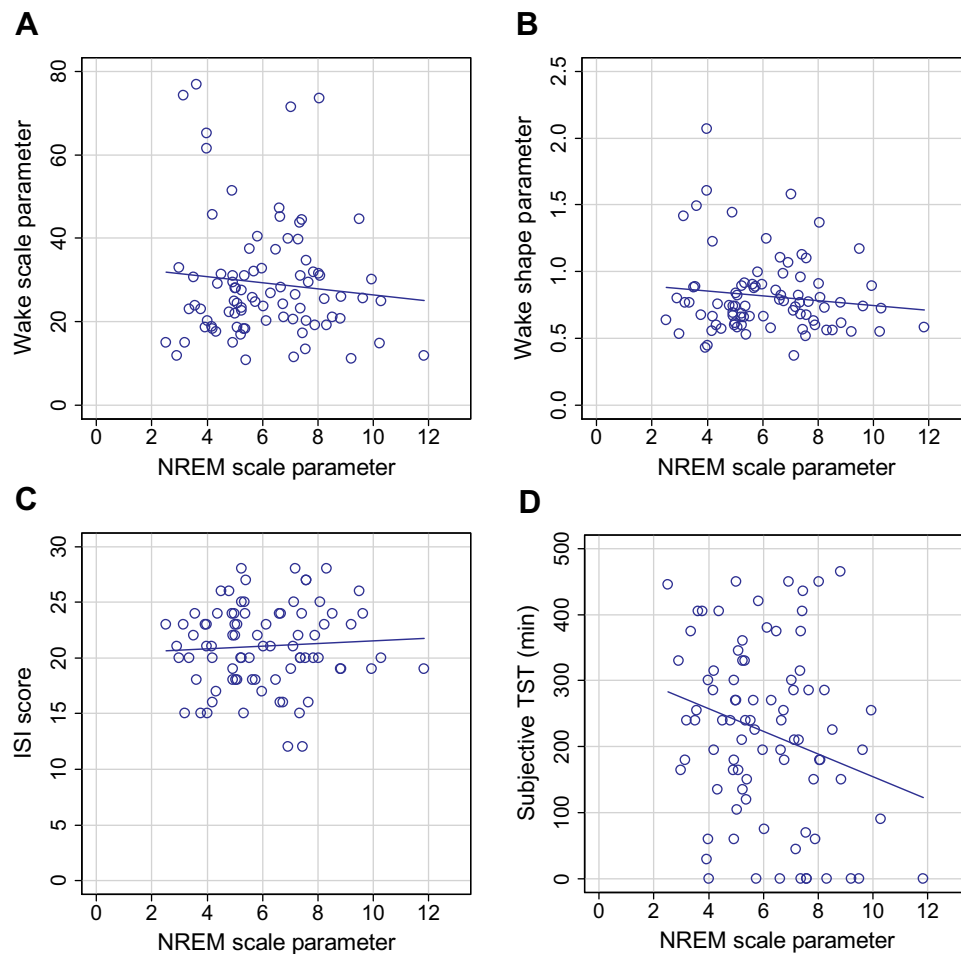 A
Wake scale parameter
80
60
40
20
0
0 2 4 6 8 10 12
NREM scale parameter
B
Wake shape parameter
2.5
2.0
1.5
1.0
0.5
0.0
0 2 4 6 8 10 12
NREM scale parameter
C
ISI score
30
25
20
15
10
5
0
0 2 4 6 8 10 12
NREM scale parameter
D
Subjective TST (min)
500
400
300
200
100
0
0 2 4 6 8 10 12
NREM scale parameter